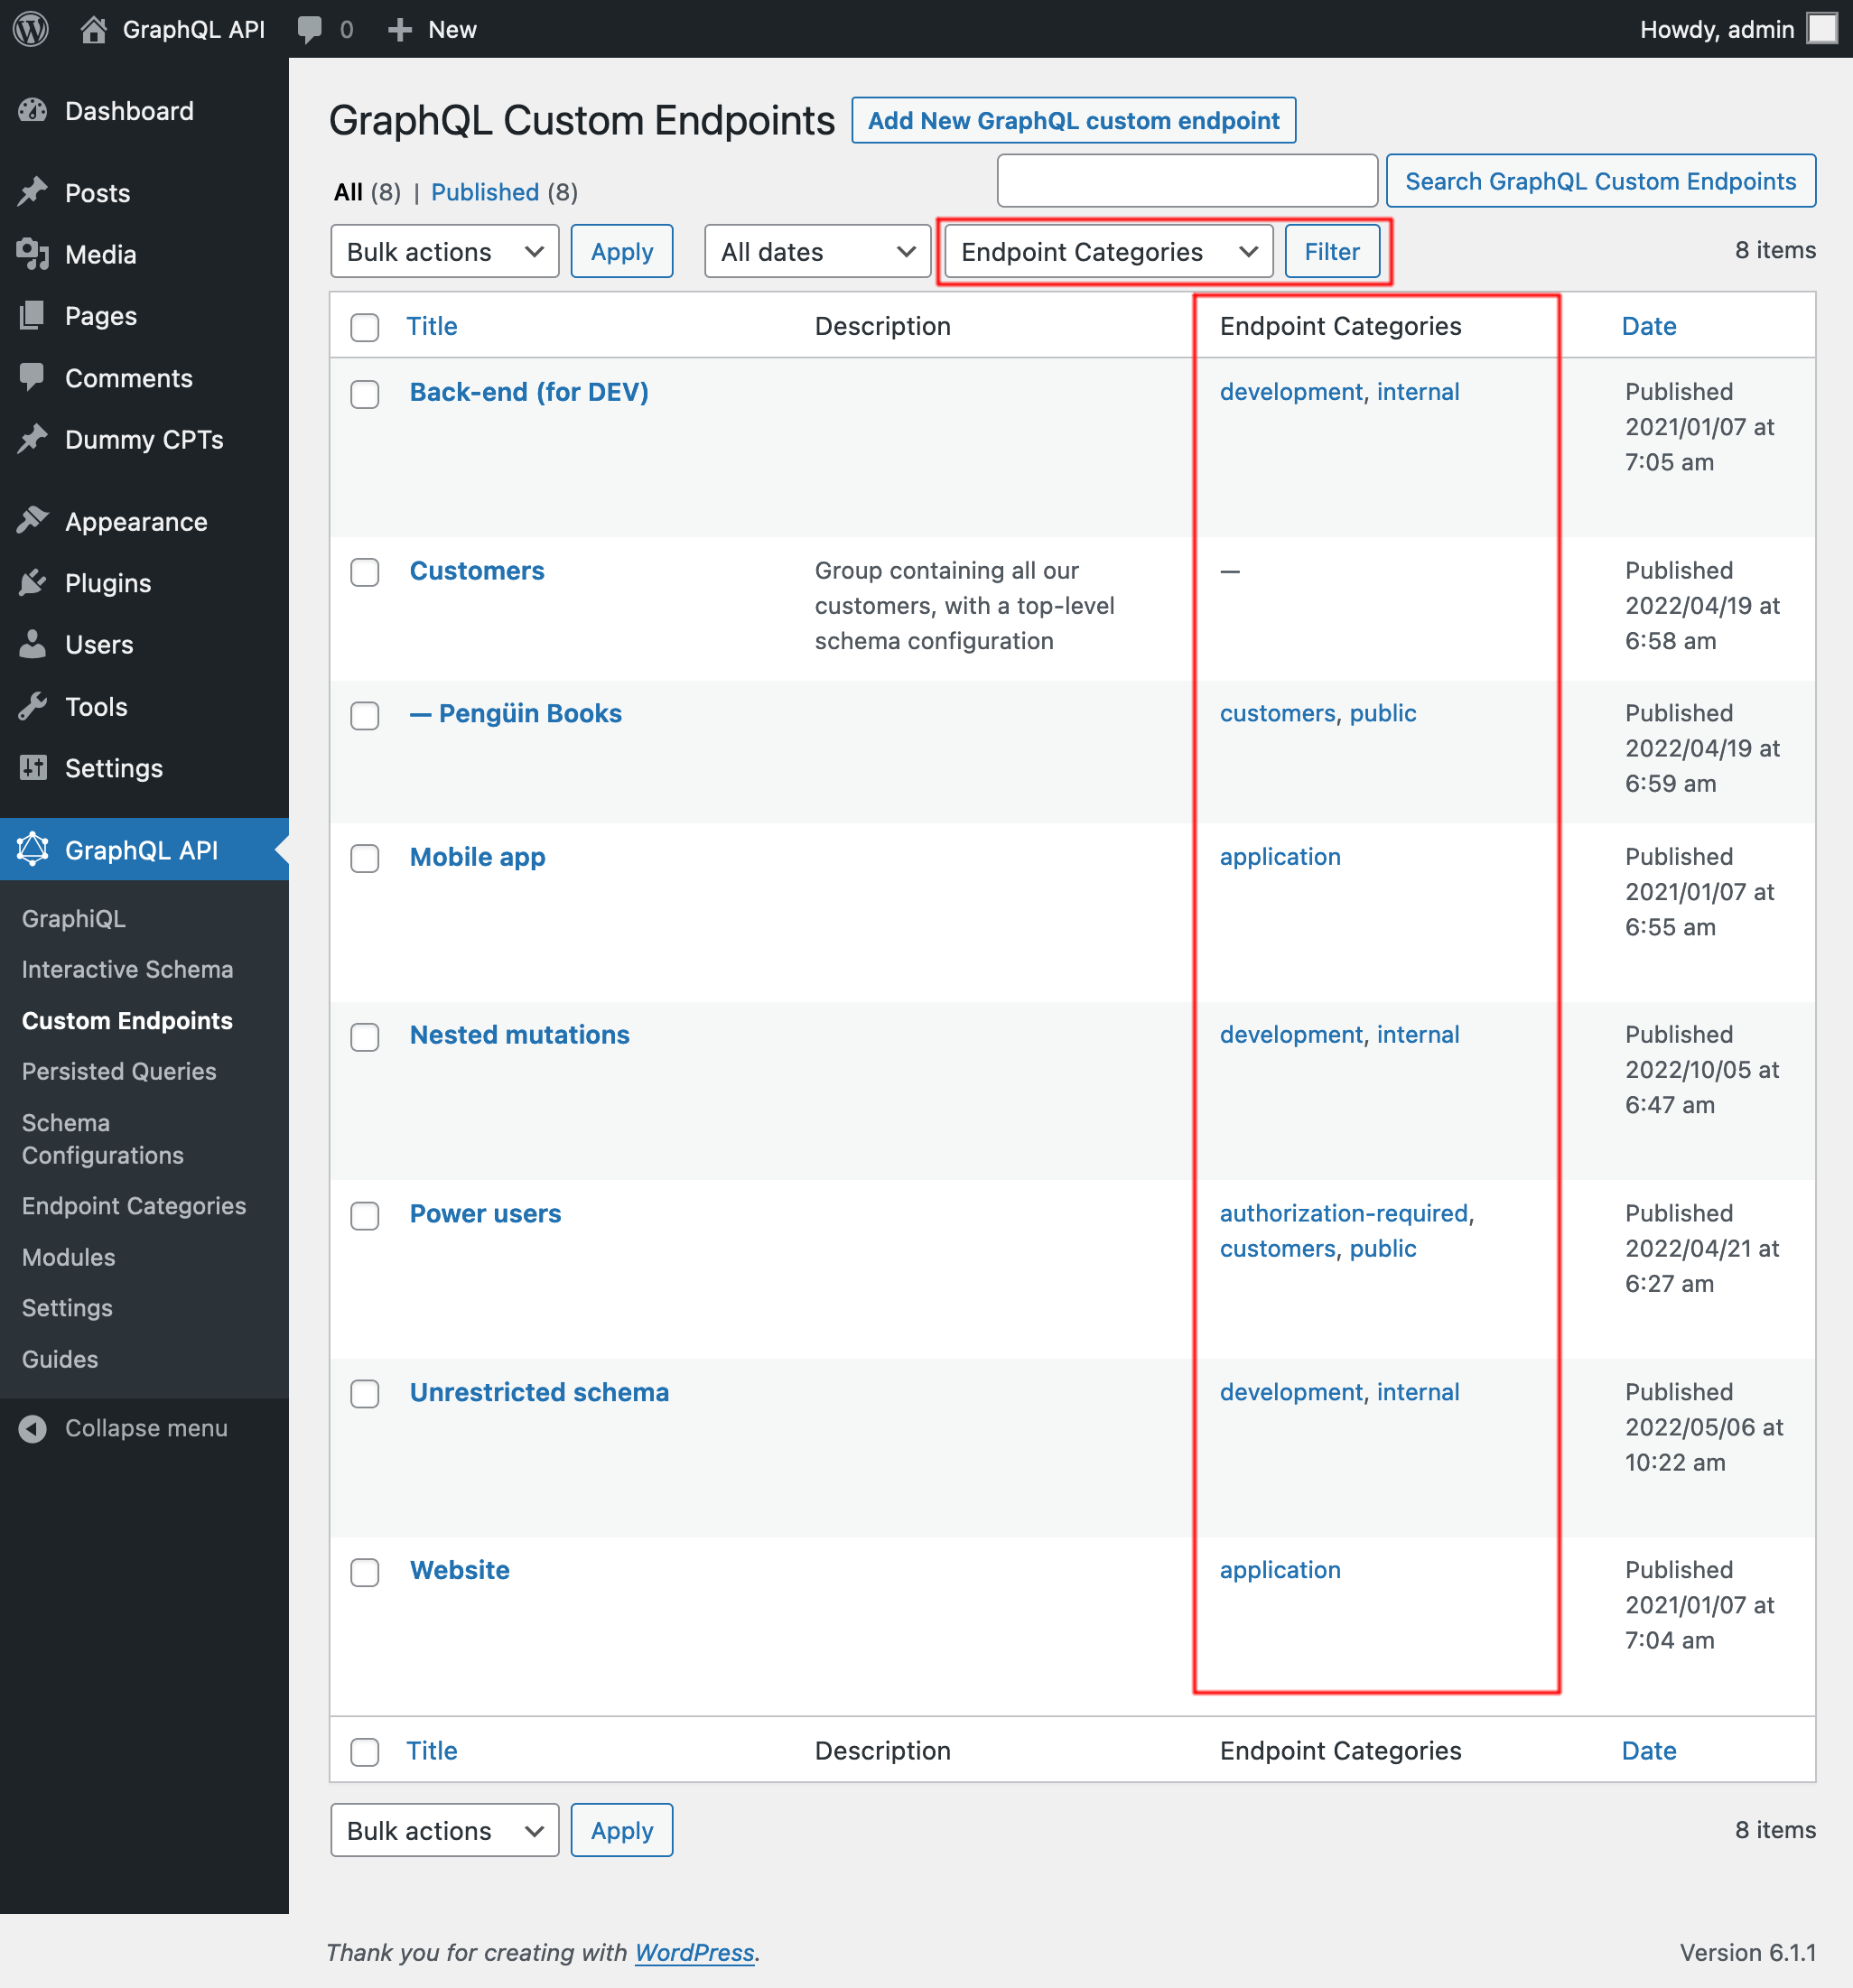 GraphQL API 0 New Howdy, admin
Dashboard
Posts
Media
Pages
Comments
Dummy CPTs
Appearance
Plugins
Users
Tools
Settings
GraphQL API
GraphiQL
Interactive Schema
Custom Endpoints
Persisted Queries
Schema
Configurations
Endpoint Categories
Modules
Settings
Guides
Collapse menu
GraphQL Custom Endpoints Add New GraphQL custom endpoint
All (8) | Published (8) Search GraphQL Custom Endpoints
Bulk actions Apply All dates Endpoint Categories Filter 8 items
Title Description Endpoint Categories Date
Back-end (for DEV) development, internal Published
2021/01/07 at
7:05 am
Customers Group containing all our — Published
customers, with a top-level 2022/04/19 at
schema configuration 6:58 am
— Pengüin Books customers, public Published
2022/04/19 at
6:59 am
Mobile app application Published
2021/01/07 at
6:55 am
Nested mutations development, internal Published
2022/10/05 at
6:47 am
Power users authorization-required, Published
customers, public 2022/04/21 at
6:27 am
Unrestricted schema development, internal Published
2022/05/06 at
10:22 am
Website application Published
2021/01/07 at
7:04 am
Title Description Endpoint Categories Date
Bulk actions Apply 8 items
Thank you for creating with WordPress. Version 6.1.1